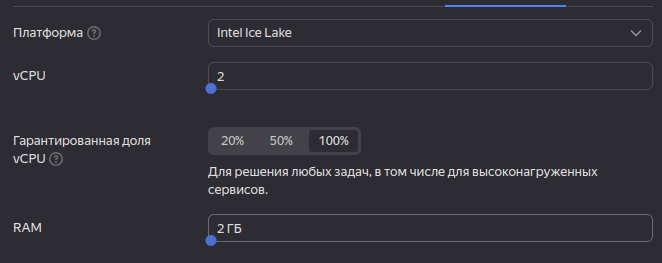 Платформа ?
Intel Ice Lake
vCPU
2
Гарантированная доля
vCPU ?
20% 50% 100%
Для решения любых задач, в том числе для высоконагруженных
сервисов.
RAM
2 ГБ